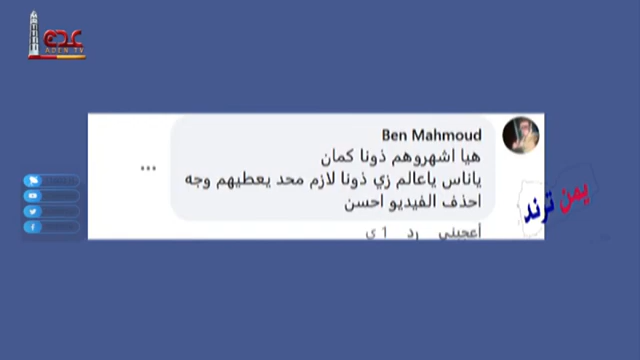 عدن
ADEN TV
Ben Mahmoud
هيا اشهروهم ذونا كمان
ياناس ياعالم زي ذونا لازم محد يعطيهم وجه
احذف الفيديو احسن
أعجبني رد 1 ي
يمن ترند